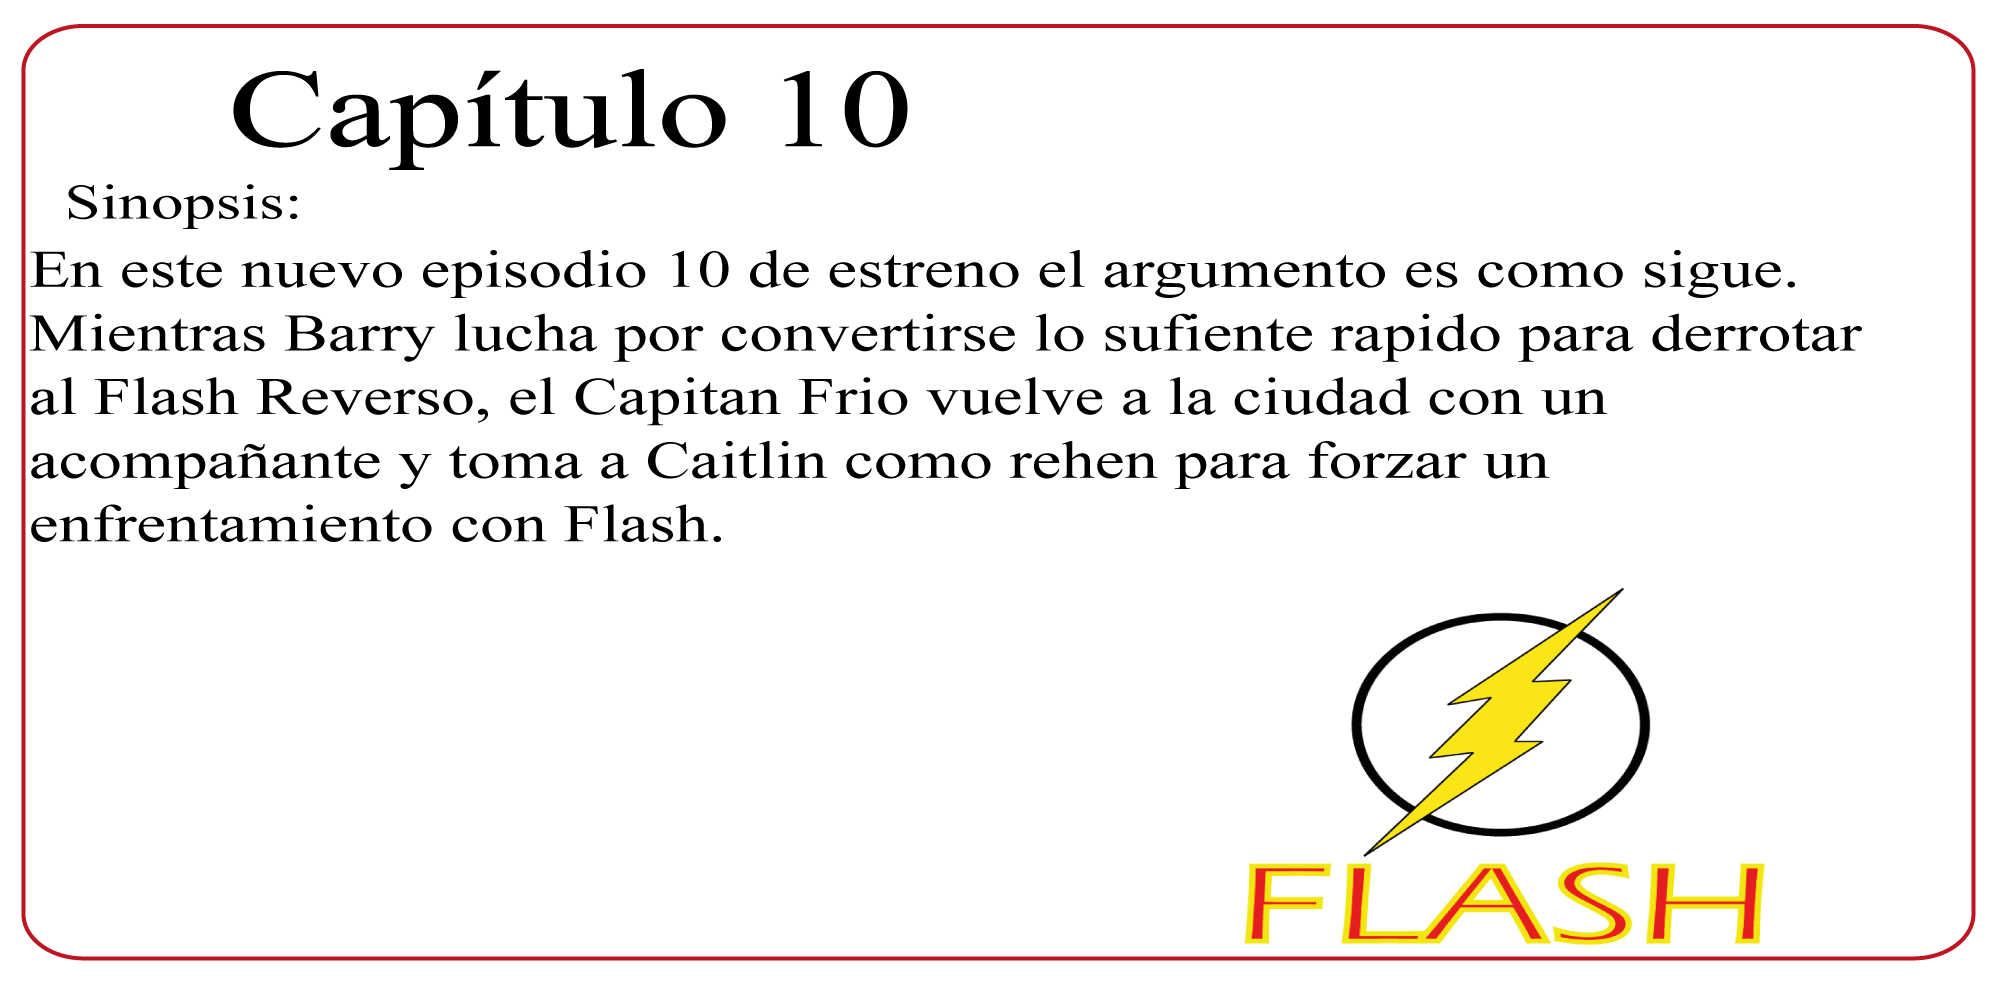 Capítulo 10
Sinopsis:
En este nuevo episodio 10 de estreno el argumento es como sigue.
Mientras Barry lucha por convertirse lo sufiente rapido para derrotar
al Flash Reverso, el Capitan Frio vuelve a la ciudad con un
acompañante y toma a Caitlin como rehen para forzar un
enfrentamiento con Flash.
FLASH